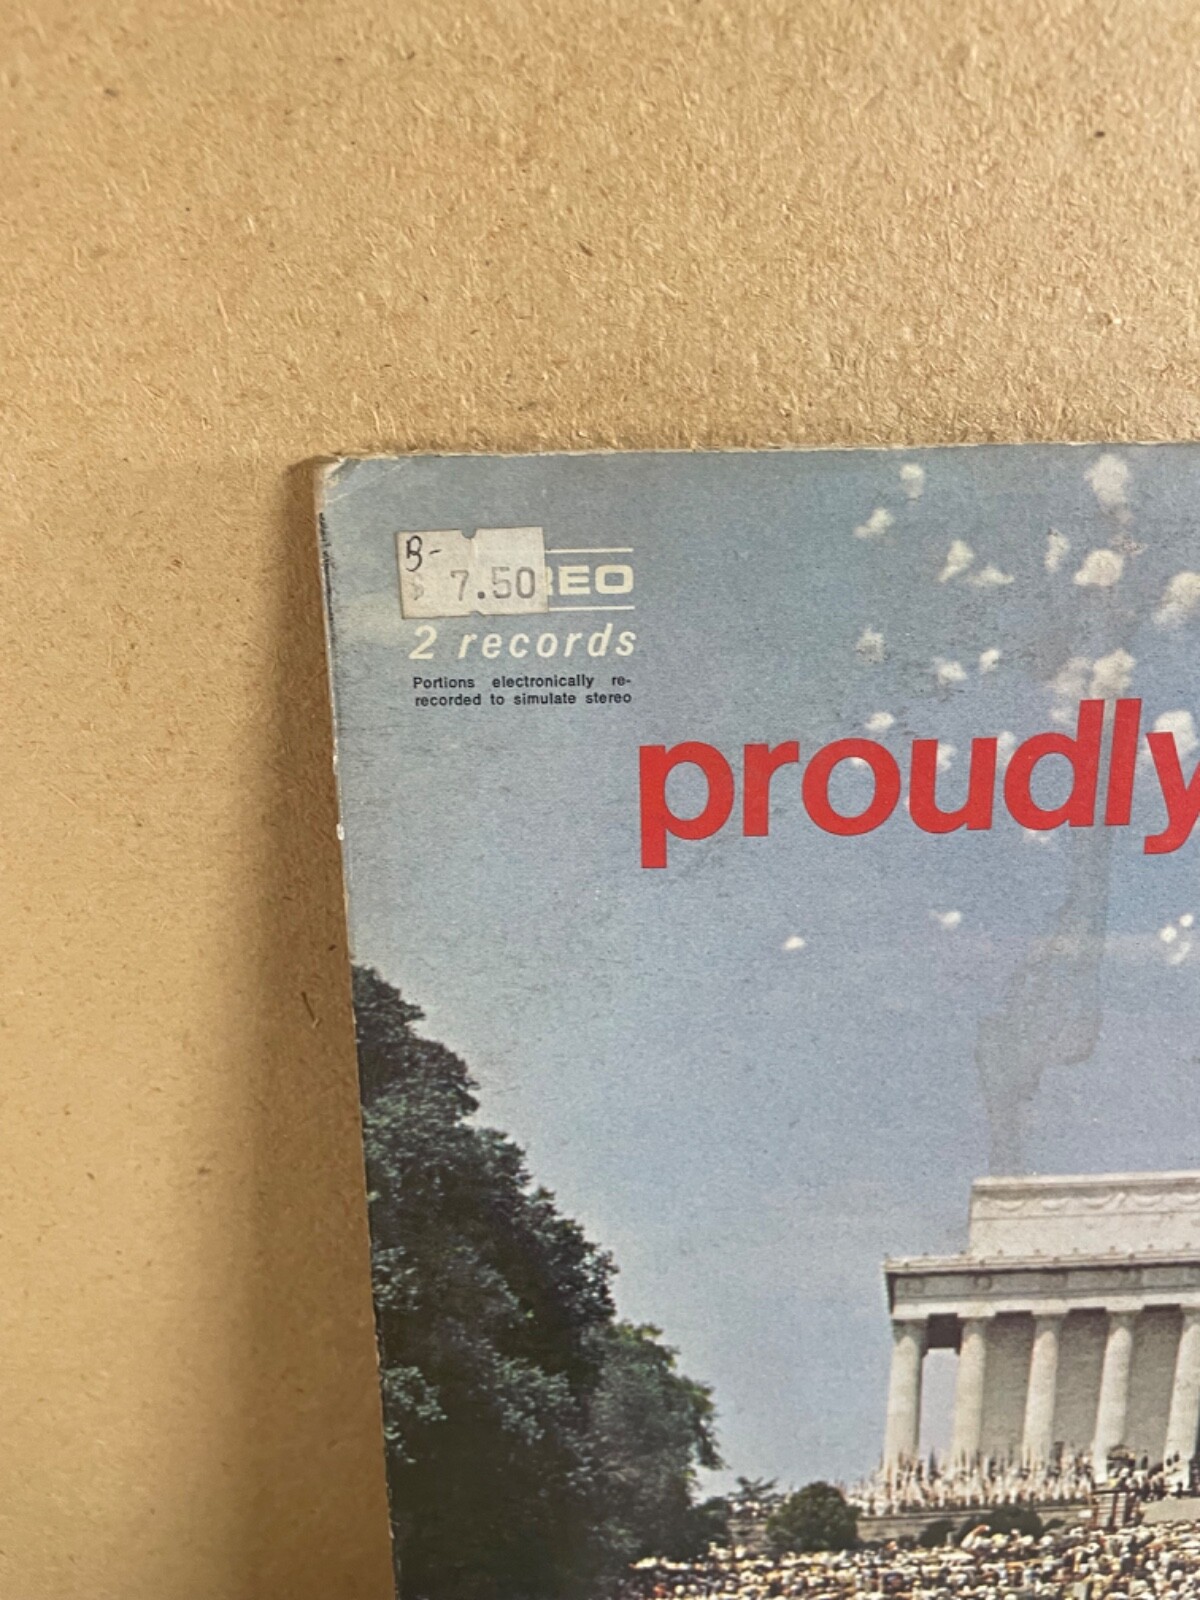 B-
$ 7.50
EO
2 records
Portions electronically re-
recorded to simulate stereo
proudly